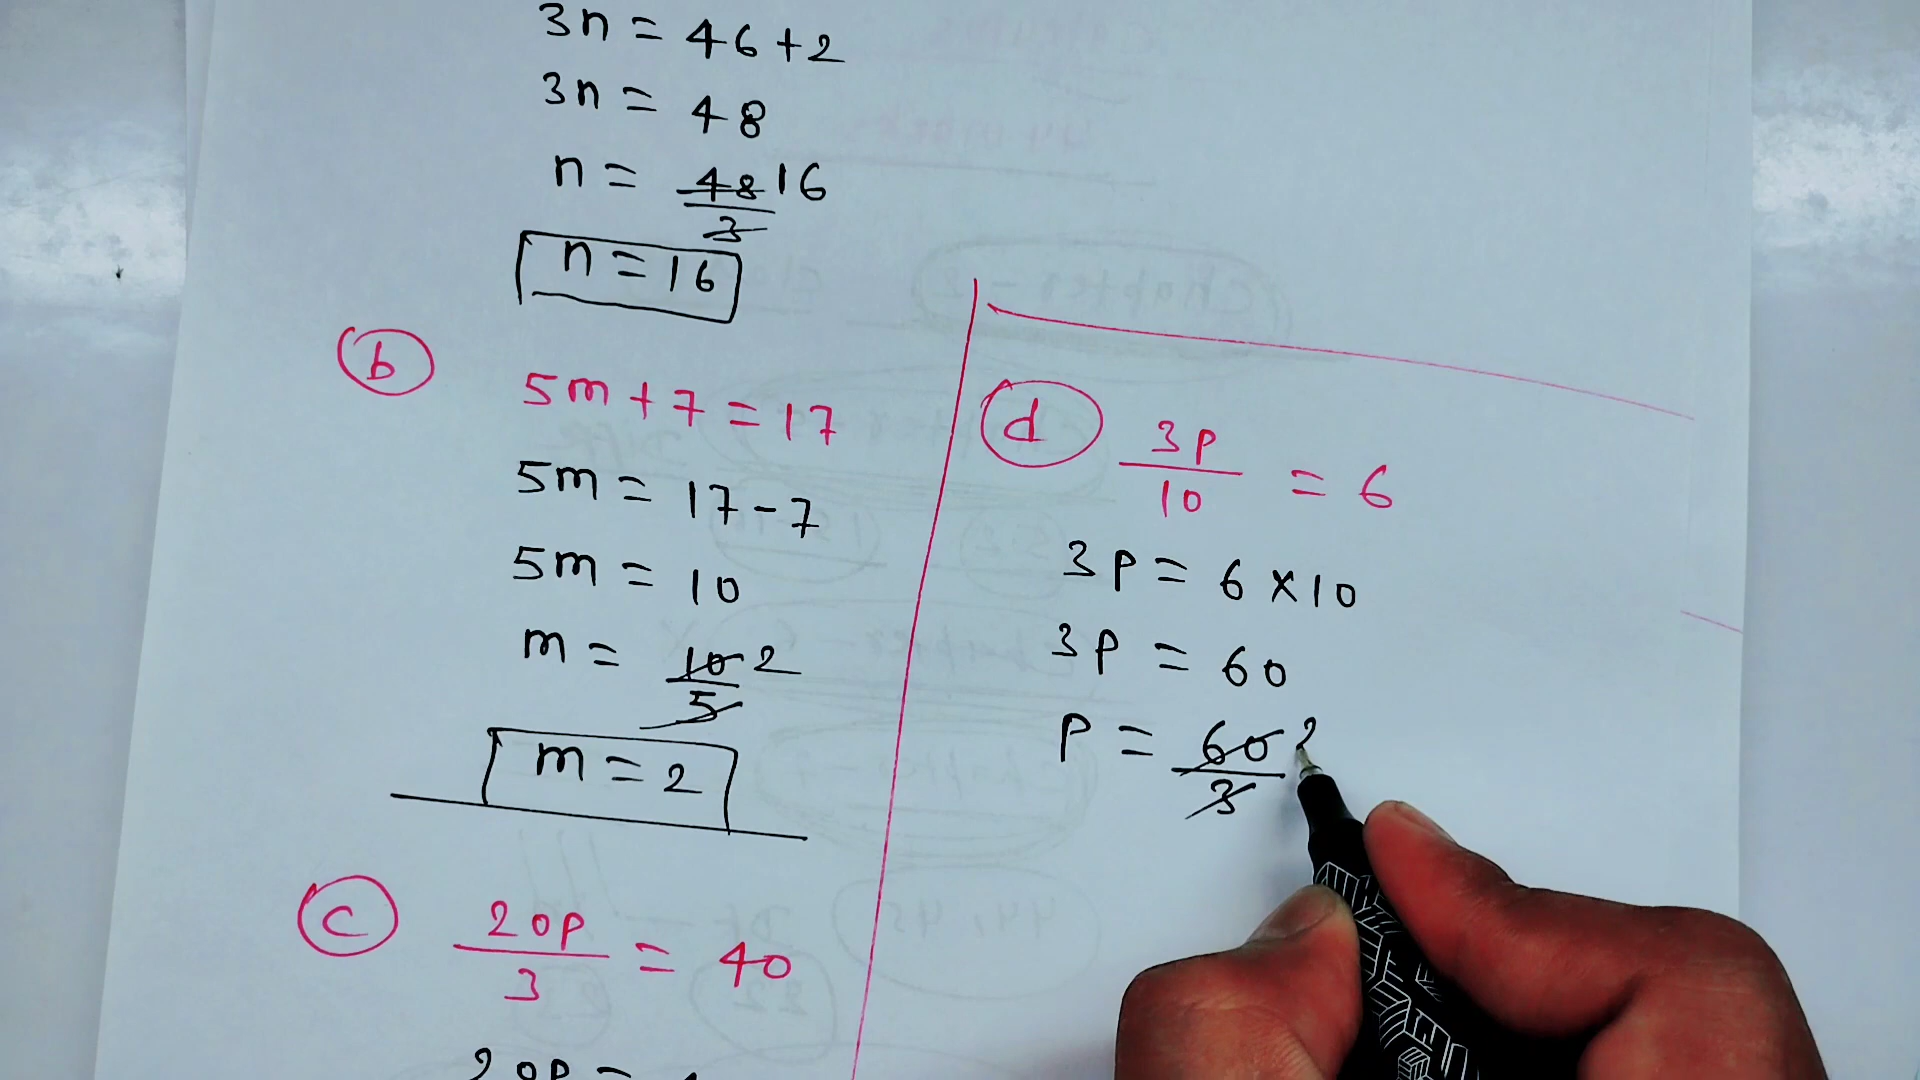 3n = 46 + 2
3n = 48
n = 48/3 16
n = 16
b 5m + 7 = 17
5m = 17 - 7
5m = 10
m = 10/5 2
m = 2
c 20p/3 = 40
20p =
d 3p/10 = 6
3p = 6 × 10
3p = 60
p = 60/3 2